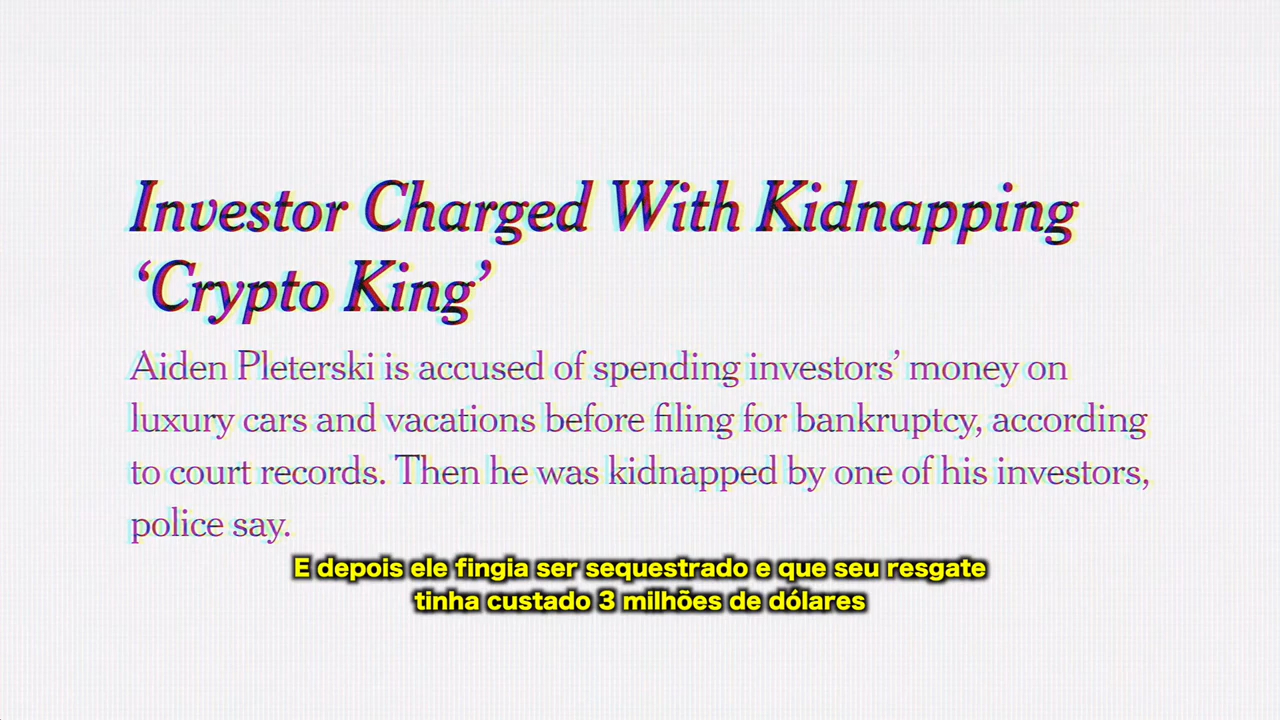 Investor Charged With Kidnapping
‘Crypto King’
Aiden Pleterski is accused of spending investors’ money on
luxury cars and vacations before filing for bankruptcy, according
to court records. Then he was kidnapped by one of his investors,
police say.
E depois ele fingia ser sequestrado e que seu resgate
tinha custado 3 milhões de dólares